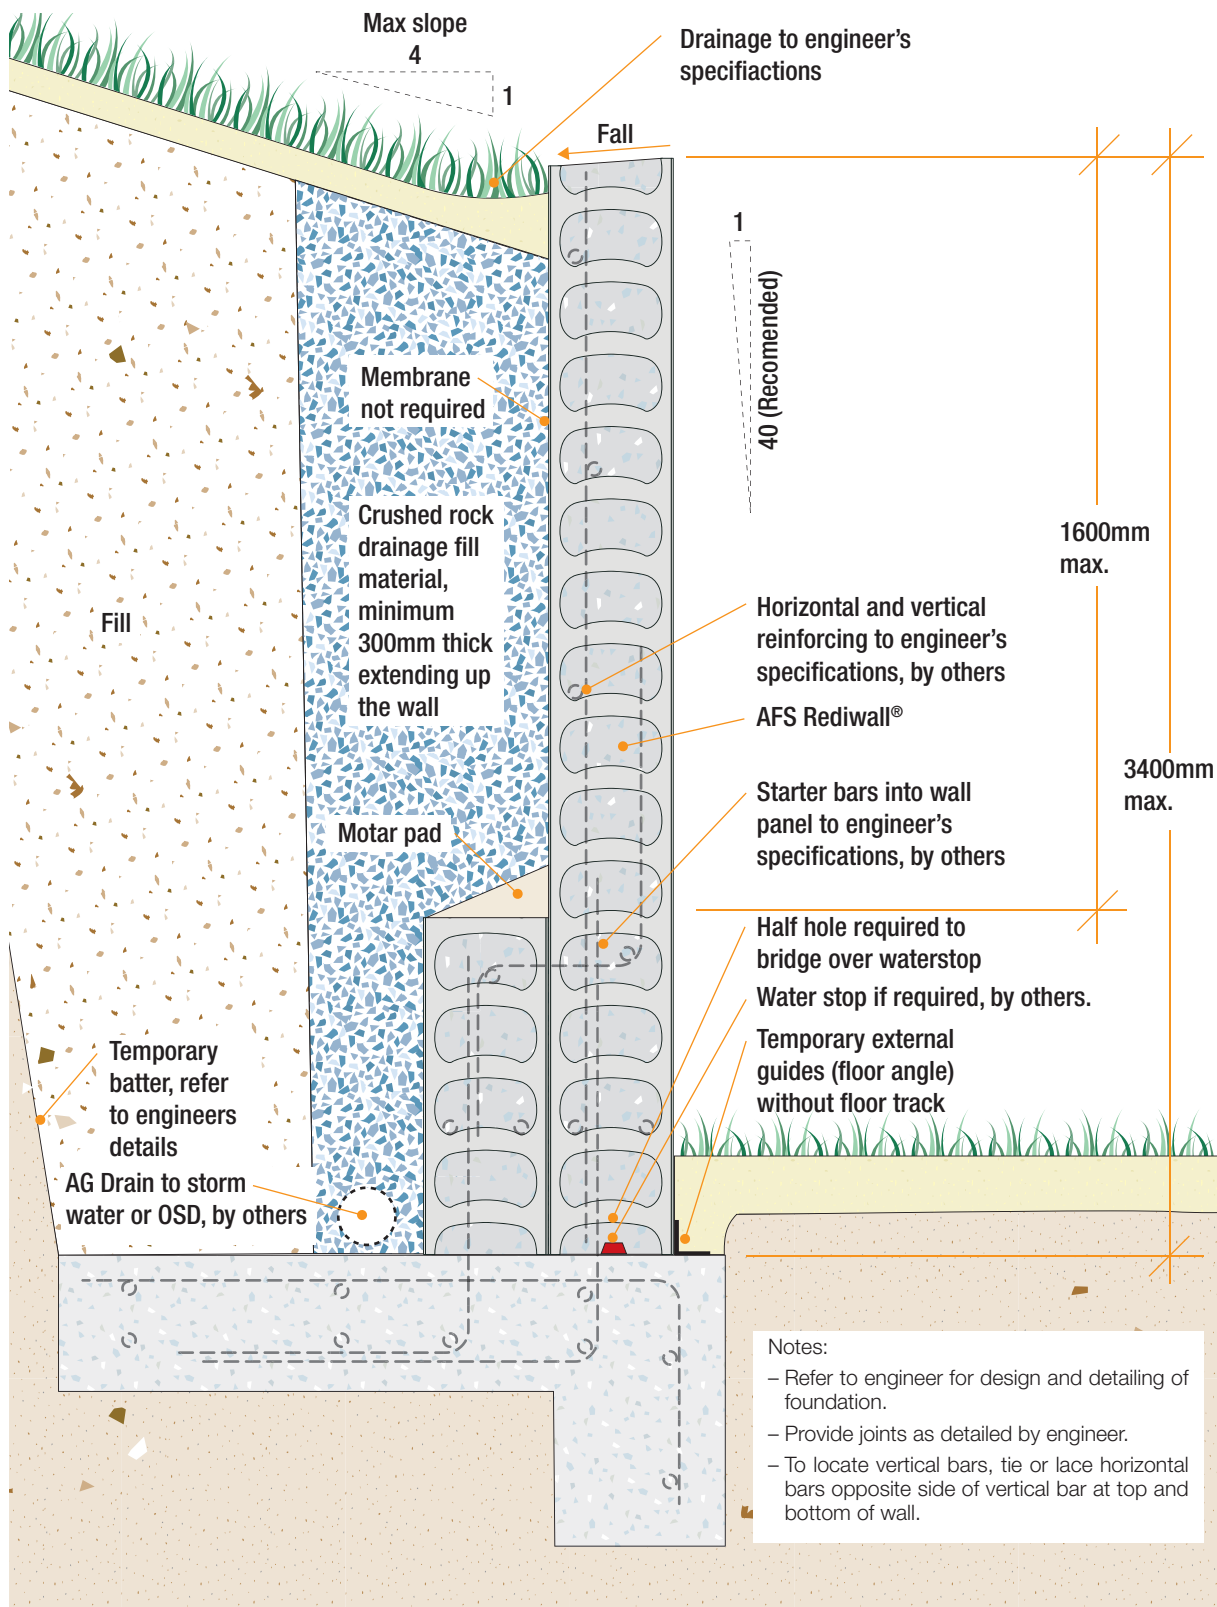 Max slope
4
1
Drainage to engineer's
specifiactions
Fall
1
40 (Recomended)
Membrane
not required
Crushed rock
drainage fill
material,
minimum
300mm thick
extending up
the wall
Fill
1600mm
max.
Horizontal and vertical
reinforcing to engineer's
specifications, by others
AFS Rediwall®
3400mm
max.
Starter bars into wall
panel to engineer's
specifications, by others
Motar pad
Half hole required to
bridge over waterstop
Water stop if required, by others.
Temporary external
guides (floor angle)
without floor track
Temporary
batter, refer
to engineers
details
AG Drain to storm
water or OSD, by others
Notes:
– Refer to engineer for design and detailing of
foundation.
– Provide joints as detailed by engineer.
– To locate vertical bars, tie or lace horizontal
bars opposite side of vertical bar at top and
bottom of wall.